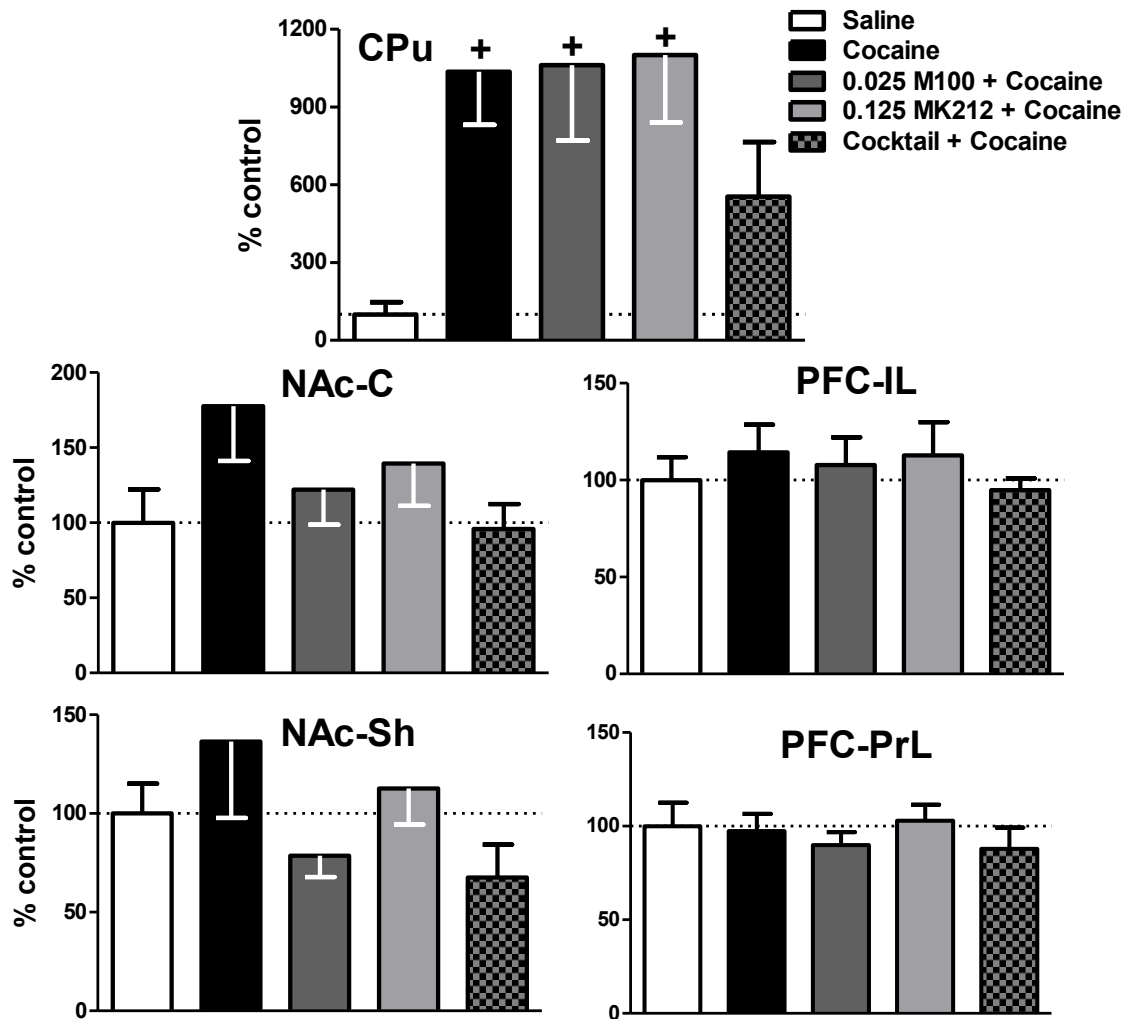 CPu
+
+
+
1200
900
600
300
0
% control
Saline
Cocaine
0.025 M100 + Cocaine
0.125 MK212 + Cocaine
Cocktail + Cocaine
NAc-C
200
150
100
50
0
% control
PFC-IL
150
100
50
0
NAc-Sh
150
100
50
0
% control
PFC-PrL
150
100
50
0